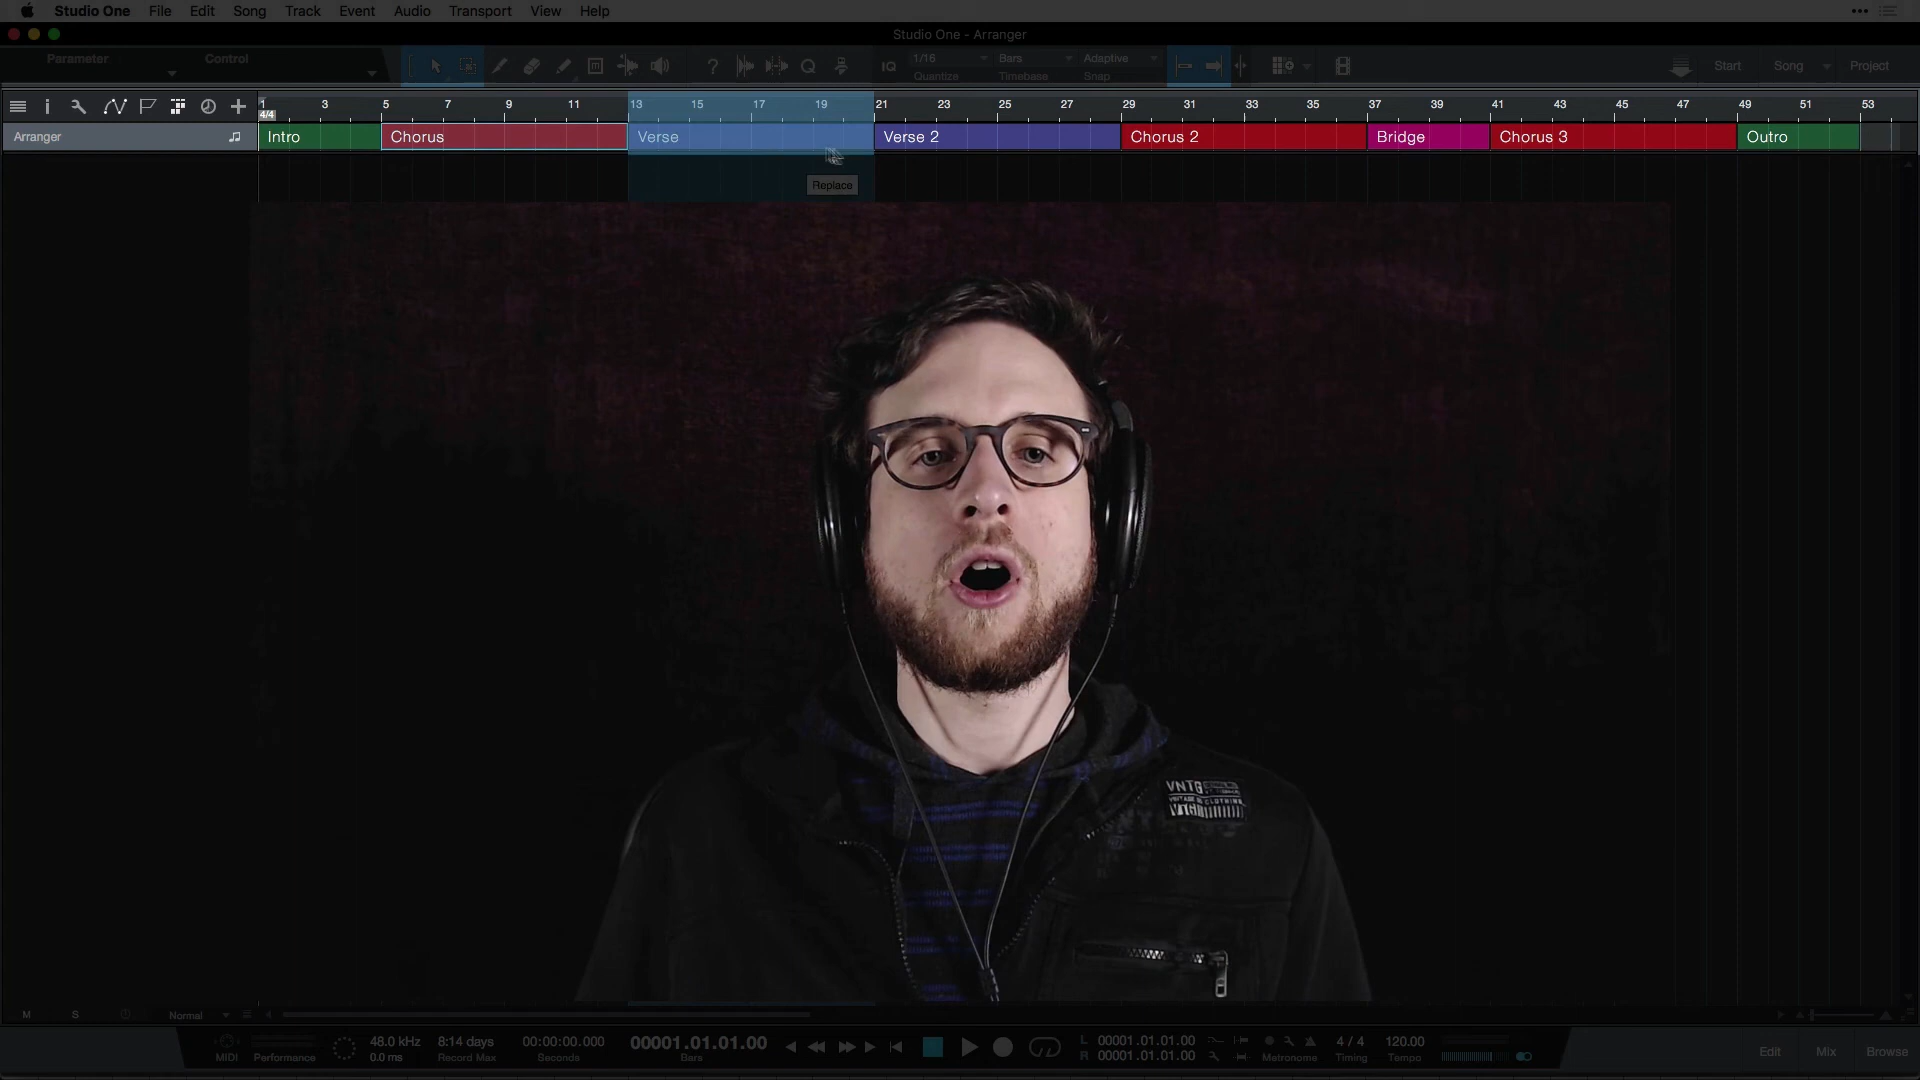 Studio One File Edit Song Track Event Audio Transport View Help
Studio One - Arranger
Parameter Control
? IQ 1/16 Bars Adaptive Start Song Project
Quantize Timebase Snap
1 3 5 7 9 11 13 15 17 19 21 23 25 27 29 31 33 35 37 39 41 43 45 47 49 51 53
4/4
Arranger Intro Chorus Verse Verse 2 Chorus 2 Bridge Chorus 3 Outro
Replace
VNTG
VINTAGE CLOTHING
VTG
M S Normal
48.0 kHz 8:14 days 00:00:00.000 00001.01.01.00 L 00001.01.01.00 4 / 4 120.00
MIDI Performance 0.0 ms Record Max Seconds Bars R 00001.01.01.00 Metronome Timing Tempo
Edit Mix Browse